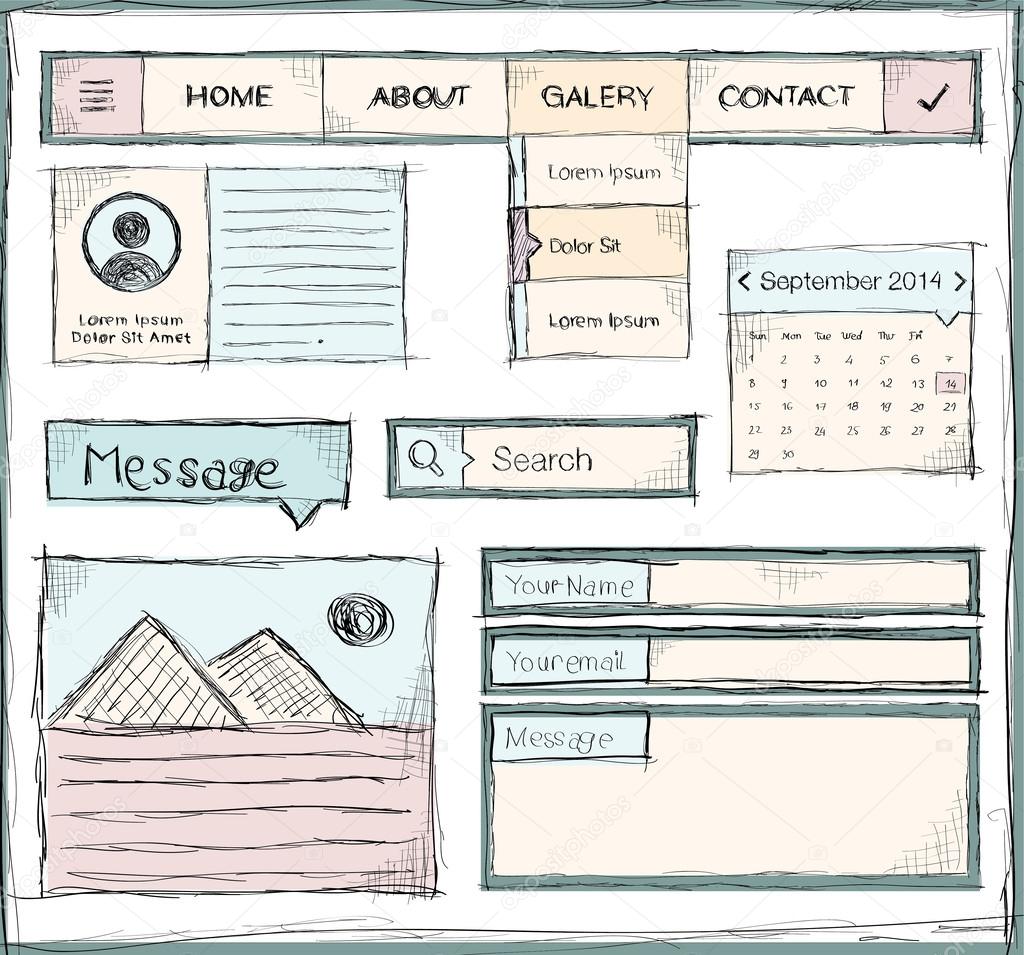 HOME ABOUT GALERY CONTACT
Lorem Ipsum
Dolor Sit
Lorem Ipsum
Lorem Ipsum
Dolor Sit Amet
September 2014
Sun Mon Tue Wed Thu Fri
1 2 3 4 5 6 7
8 9 10 11 12 13 14
15 16 17 18 19 20 21
22 23 24 25 26 27 28
29 30
Message
Search
Your Name
Your email
Message
depositphotos